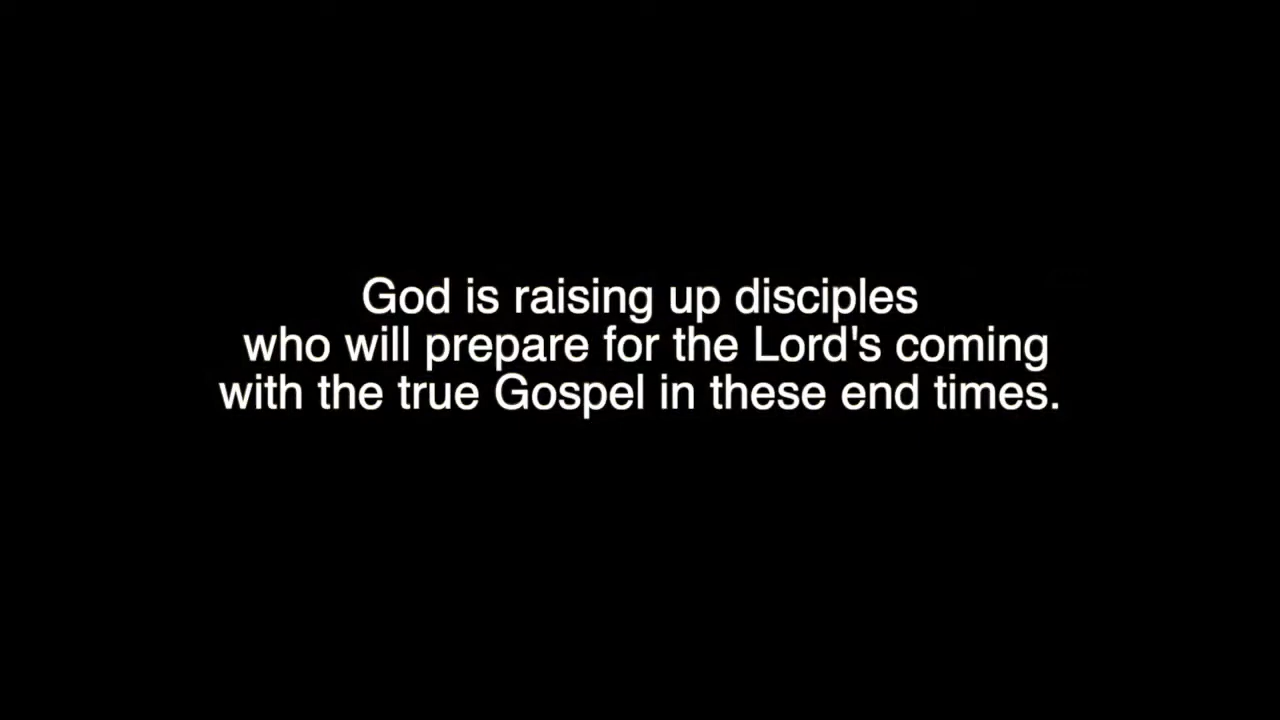 God is raising up disciples
who will prepare for the Lord's coming
with the true Gospel in these end times.